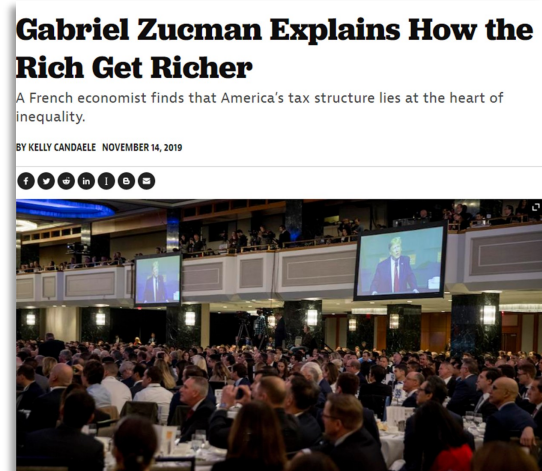 Gabriel Zucman Explains How the
Rich Get Richer
A French economist finds that America's tax structure lies at the heart of
inequality.
BY KELLY CANDAELE NOVEMBER 14, 2019